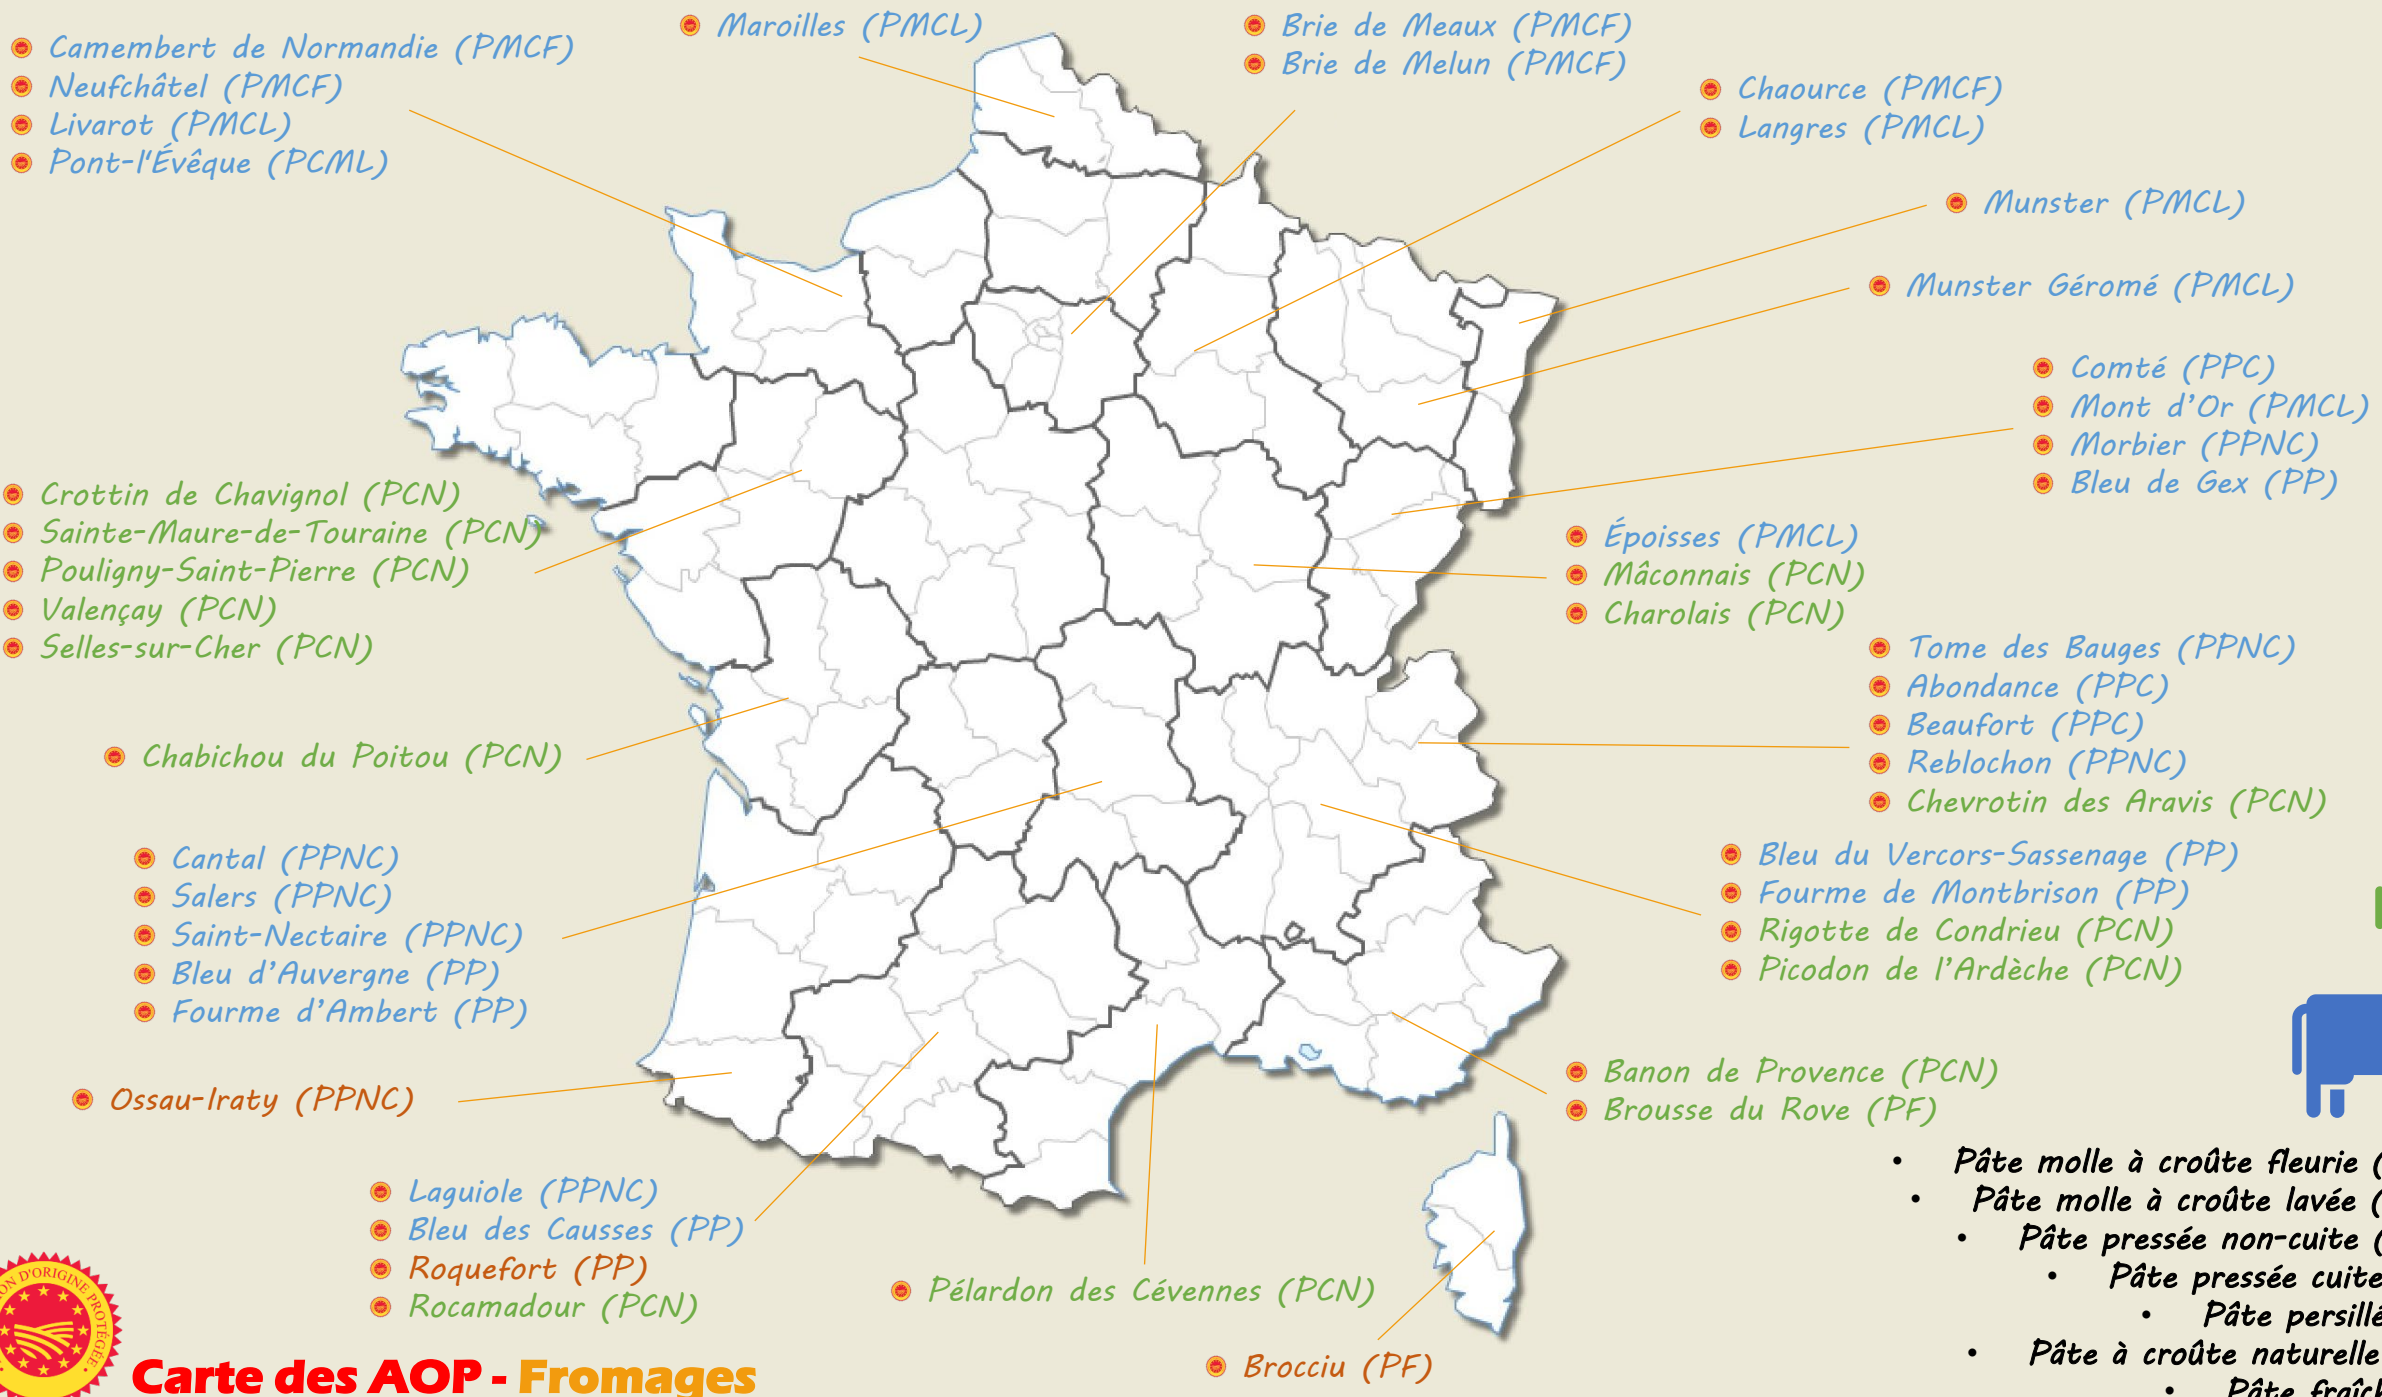 Camembert de Normandie (PMCF)
Neufchâtel (PMCF)
Livarot (PMCL)
Pont-l'Évêque (PCML)
Maroilles (PMCL)
Brie de Meaux (PMCF)
Brie de Melun (PMCF)
Chaource (PMCF)
Langres (PMCL)
Munster (PMCL)
Munster Géromé (PMCL)
Comté (PPC)
Mont d'Or (PMCL)
Morbier (PPNC)
Bleu de Gex (PP)
Crottin de Chavignol (PCN)
Sainte-Maure-de-Touraine (PCN)
Pouligny-Saint-Pierre (PCN)
Valençay (PCN)
Selles-sur-Cher (PCN)
Époisses (PMCL)
Mâconnais (PCN)
Charolais (PCN)
Tome des Bauges (PPNC)
Abondance (PPC)
Beaufort (PPC)
Reblochon (PPNC)
Chevrotin des Aravis (PCN)
Chabichou du Poitou (PCN)
Cantal (PPNC)
Salers (PPNC)
Saint-Nectaire (PPNC)
Bleu d'Auvergne (PP)
Fourme d'Ambert (PP)
Bleu du Vercors-Sassenage (PP)
Fourme de Montbrison (PP)
Rigotte de Condrieu (PCN)
Picodon de l'Ardèche (PCN)
Ossau-Iraty (PPNC)
Banon de Provence (PCN)
Brousse du Rove (PF)
Laguiole (PPNC)
Bleu des Causses (PP)
Roquefort (PP)
Rocamadour (PCN)
Pélardon des Cévennes (PCN)
Brocciu (PF)
• Pâte molle à croûte fleurie (
• Pâte molle à croûte lavée (
• Pâte pressée non-cuite (
• Pâte pressée cuite
• Pâte persillé
• Pâte à croûte naturelle
• Pâte fraîch
D'ORIGINE PROTÉGÉE
Carte des AOP - Fromages